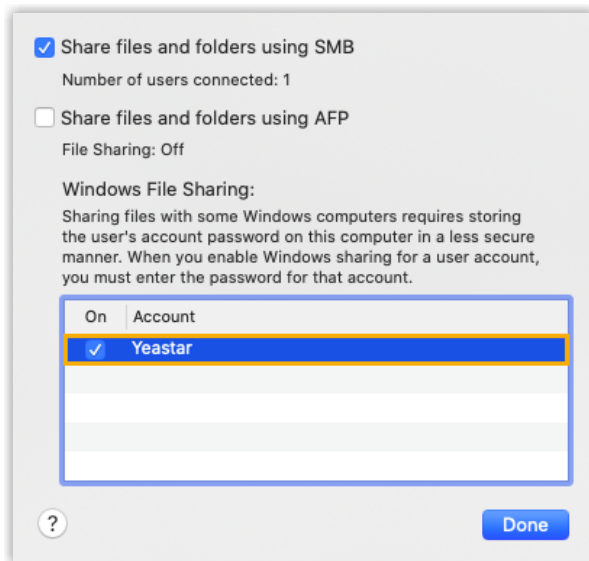 Share files and folders using SMB
Number of users connected: 1
Share files and folders using AFP
File Sharing: Off
Windows File Sharing:
Sharing files with some Windows computers requires storing
the user's account password on this computer in a less secure
manner. When you enable Windows sharing for a user account,
you must enter the password for that account.
On Account
Yeastar
? Done